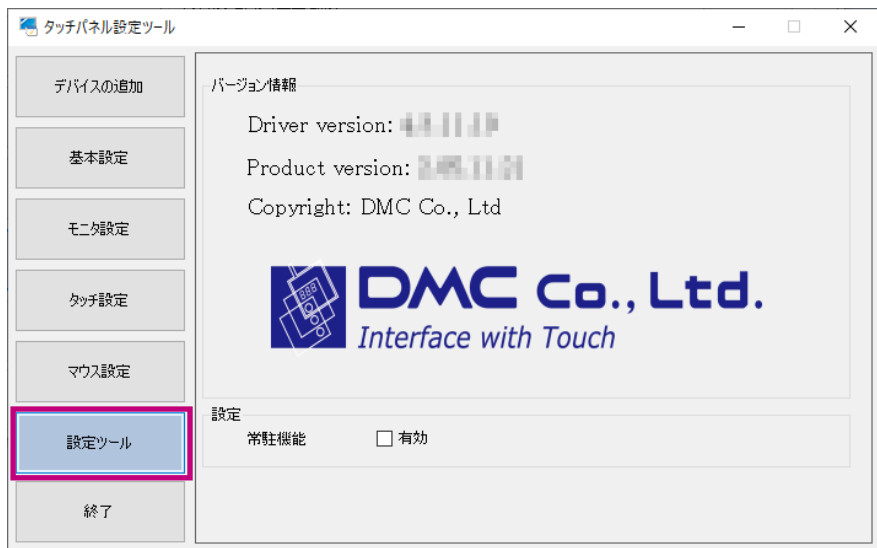 タッチパネル設定ツール
デバイスの追加
基本設定
モニタ設定
タッチ設定
マウス設定
設定ツール
終了
バージョン情報
Driver version:
Product version:
Copyright: DMC Co., Ltd
DMC Co., Ltd.
Interface with Touch
設定
常駐機能 有効